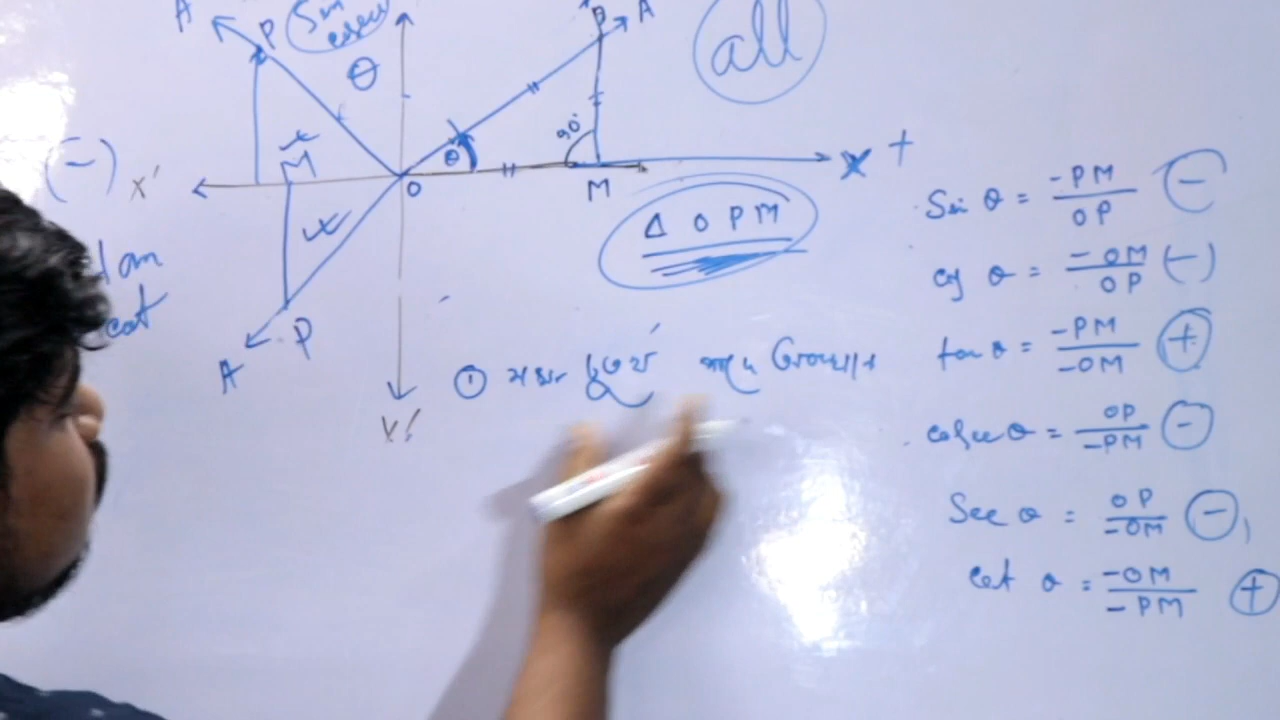 A P Sin
cosec
θ
P A
all
(-) X' M O θ 90° M X +
Δ O P M
tan
cot
P
A
Y'
Sin θ = -PM/OP (-)
cos θ = -OM/OP (-)
tan θ = -PM/-OM (+)
cosec θ = OP/-PM (-)
Sec θ = OP/-OM (-)
cot θ = -OM/-PM (+)